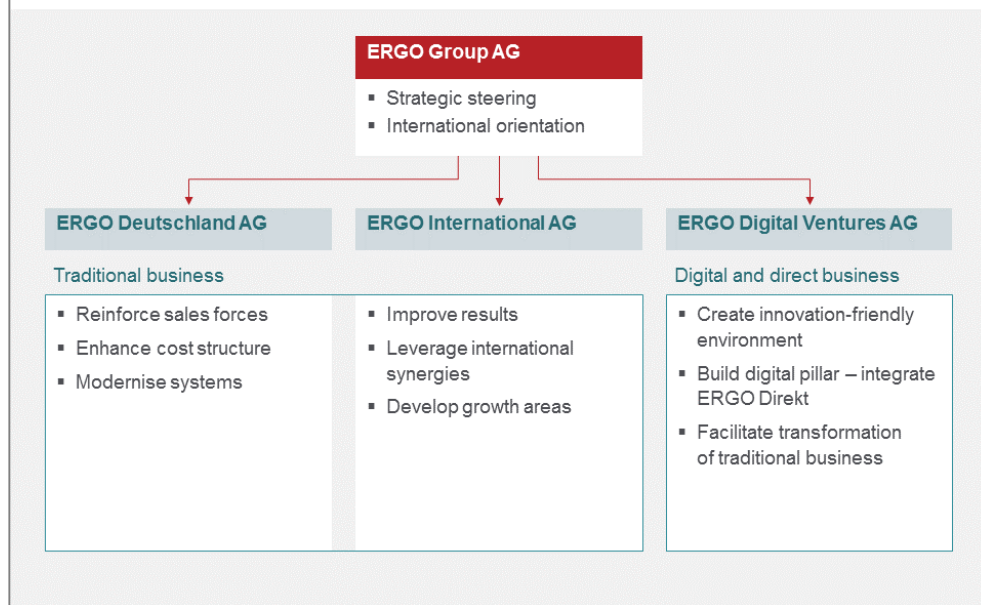 ERGO Group AG
▪ Strategic steering
▪ International orientation
ERGO Deutschland AG
ERGO International AG
ERGO Digital Ventures AG
Traditional business
Digital and direct business
▪ Reinforce sales forces
▪ Enhance cost structure
▪ Modernise systems
▪ Improve results
▪ Leverage international
synergies
▪ Develop growth areas
▪ Create innovation-friendly
environment
▪ Build digital pillar – integrate
ERGO Direkt
▪ Facilitate transformation
of traditional business